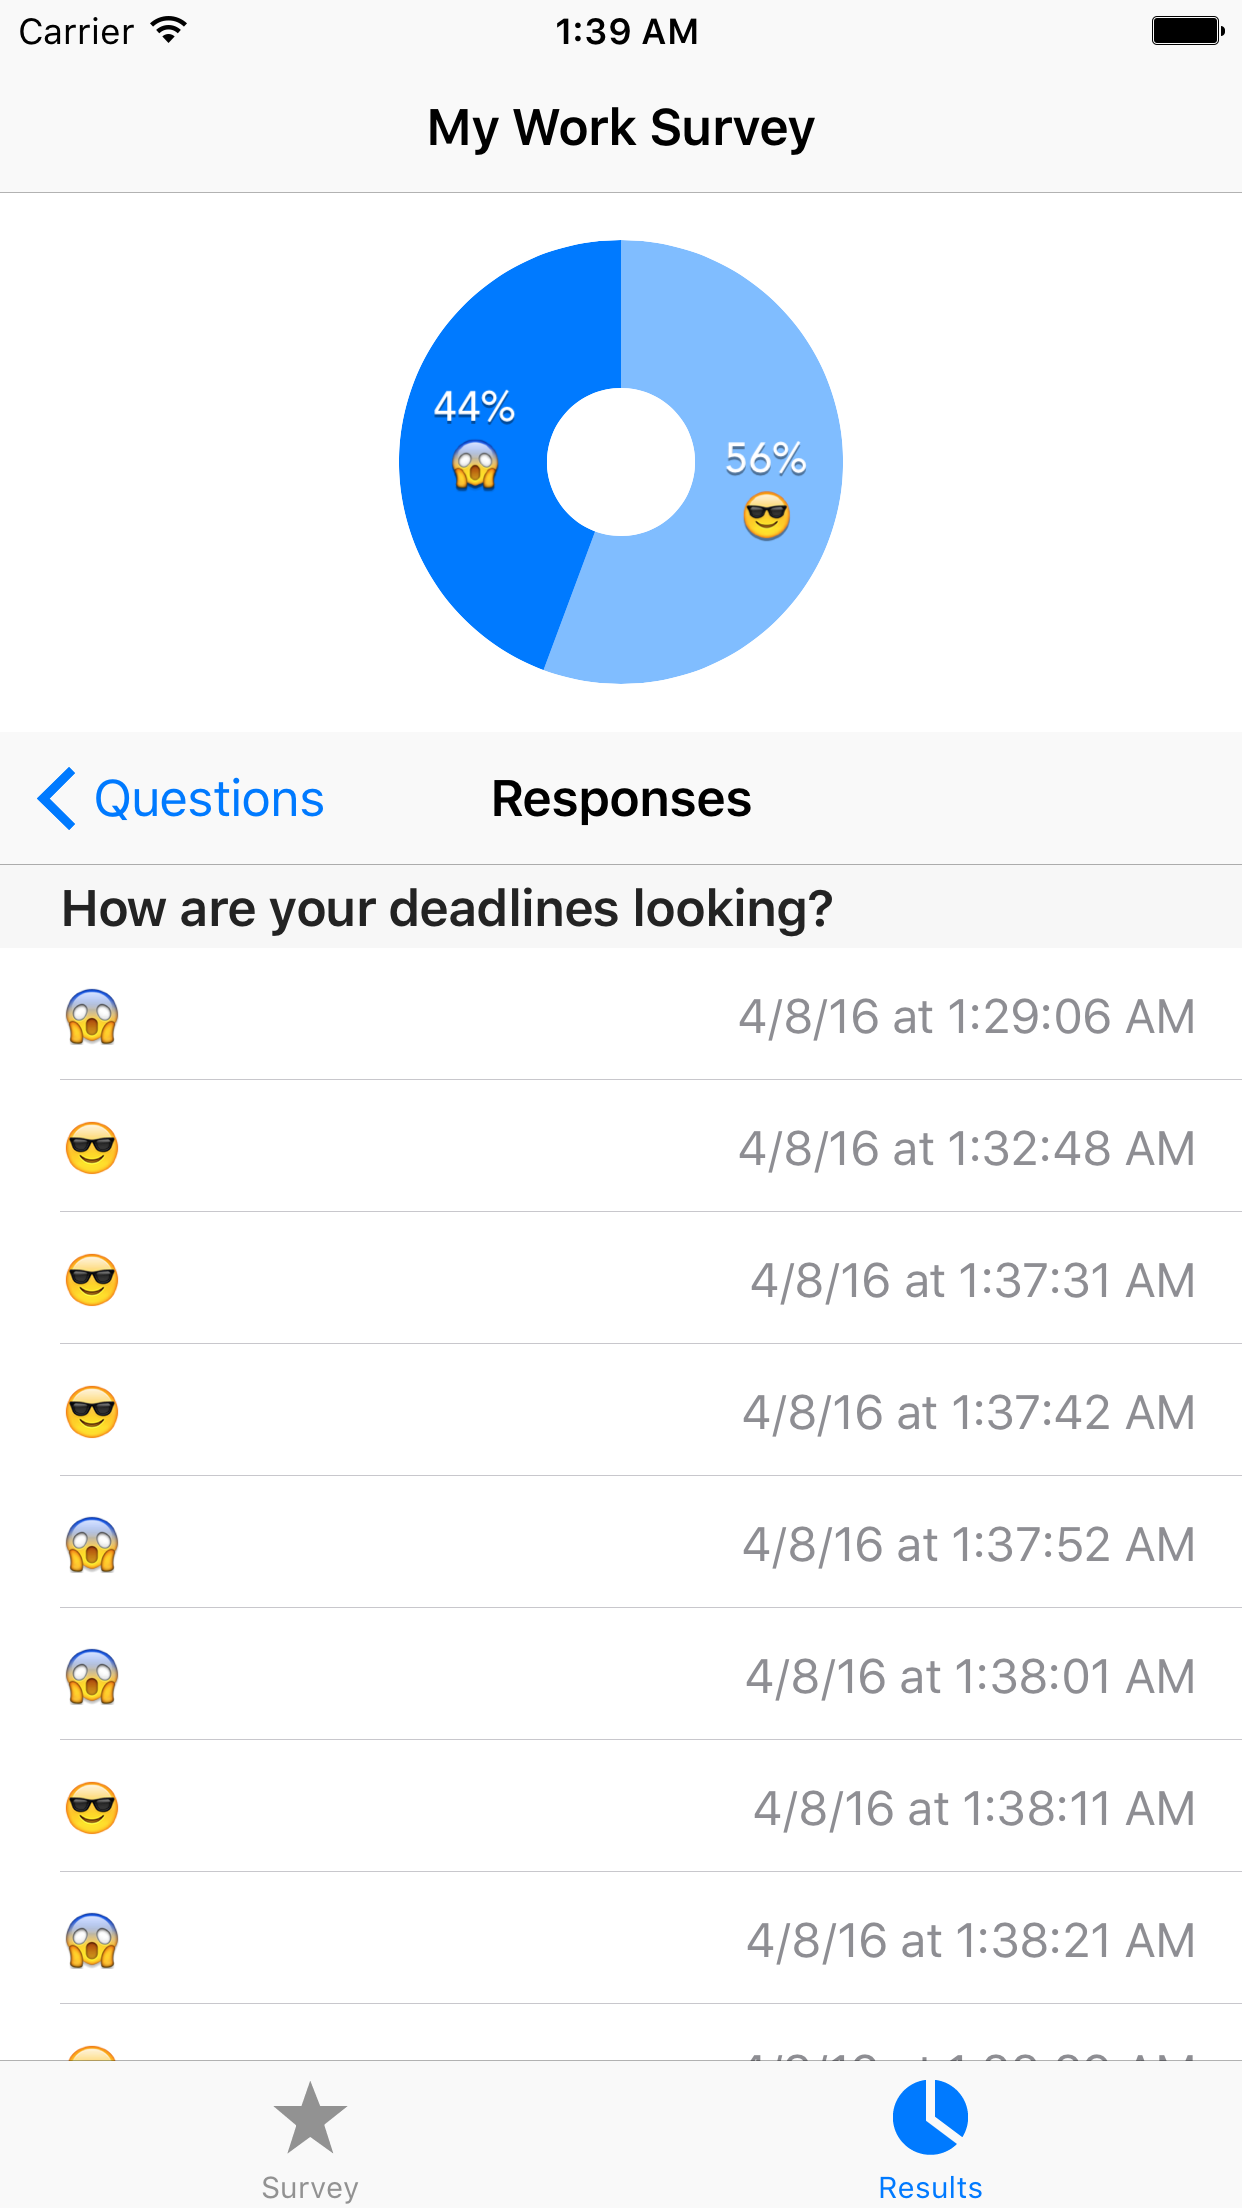 Carrier
1:39 AM
My Work Survey
44%
56%
Questions
Responses
How are your deadlines looking?
4/8/16 at 1:29:06 AM
4/8/16 at 1:32:48 AM
4/8/16 at 1:37:31 AM
4/8/16 at 1:37:42 AM
4/8/16 at 1:37:52 AM
4/8/16 at 1:38:01 AM
4/8/16 at 1:38:11 AM
4/8/16 at 1:38:21 AM
Survey
Results